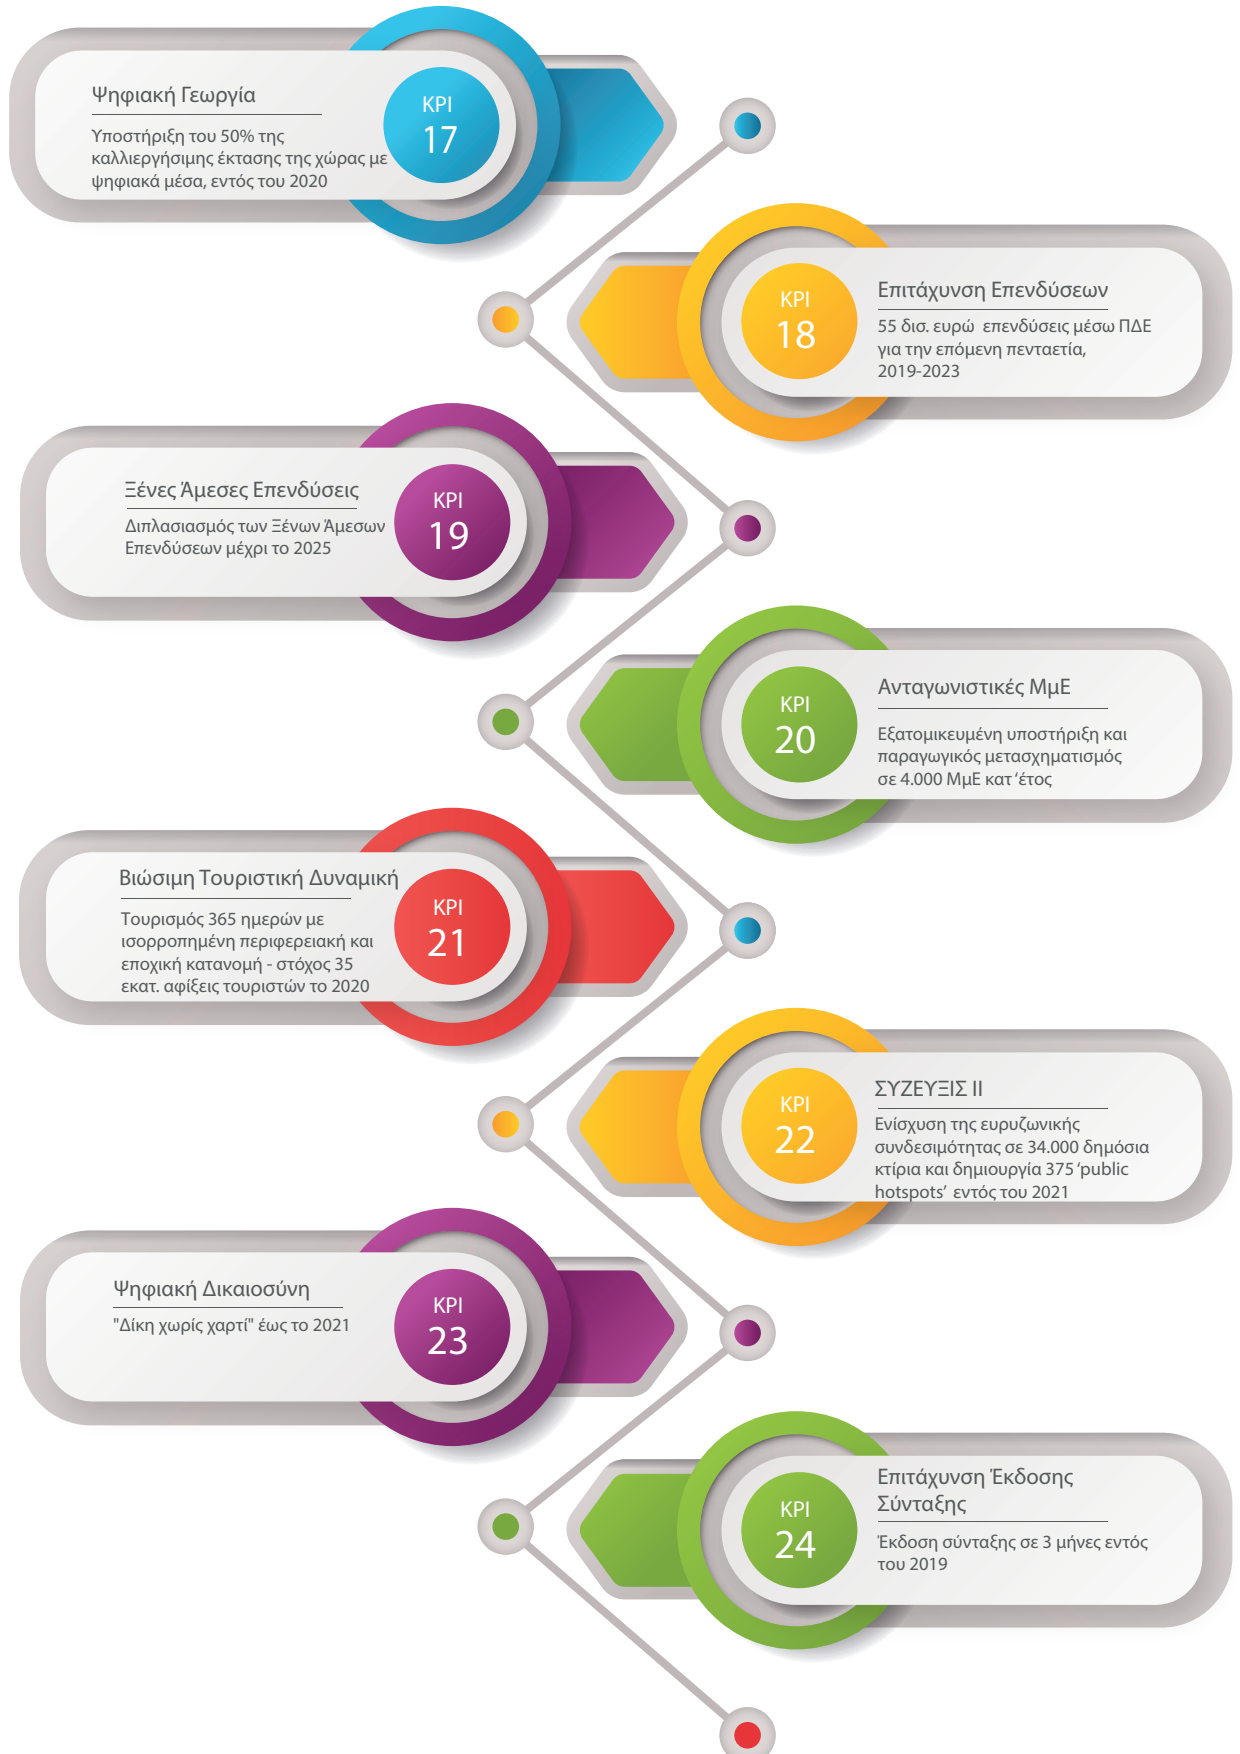 Ψηφιακή Γεωργία
Υποστήριξη του 50% της
καλλιεργήσιμης έκτασης της χώρας με
ψηφιακά μέσα, εντός του 2020
KPI
17
KPI
18
Επιτάχυνση Επενδύσεων
55 δισ. ευρώ επενδύσεις μέσω ΠΔΕ
για την επόμενη πενταετία,
2019-2023
Ξένες Άμεσες Επενδύσεις
Διπλασιασμός των Ξένων Άμεσων
Επενδύσεων μέχρι το 2025
KPI
19
KPI
20
Ανταγωνιστικές ΜμΕ
Εξατομικευμένη υποστήριξη και
παραγωγικός μετασχηματισμός
σε 4.000 ΜμΕ κατ ‘έτος
Βιώσιμη Τουριστική Δυναμική
Τουρισμός 365 ημερών με
ισορροπημένη περιφερειακή και
εποχική κατανομή - στόχος 35
εκατ. αφίξεις τουριστών το 2020
KPI
21
KPI
22
ΣΥΖΕΥΞΙΣ ΙΙ
Ενίσχυση της ευρυζωνικής
συνδεσιμότητας σε 34.000 δημόσια
κτίρια και δημιουργία 375 ‘public
hotspots’ εντός του 2021
Ψηφιακή Δικαιοσύνη
"Δίκη χωρίς χαρτί" έως το 2021
KPI
23
KPI
24
Επιτάχυνση Έκδοσης
Σύνταξης
Έκδοση σύνταξης σε 3 μήνες εντός
του 2019